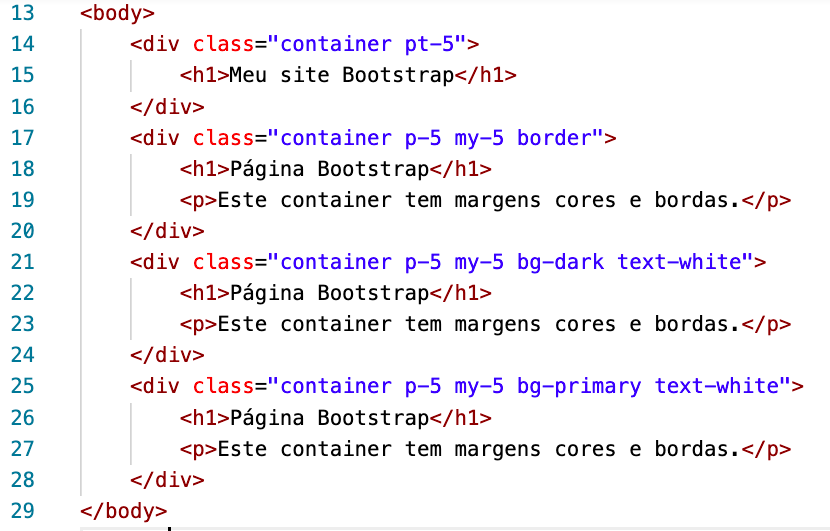 13 <body>
14 <div class="container pt-5">
15 <h1>Meu site Bootstrap</h1>
16 </div>
17 <div class="container p-5 my-5 border">
18 <h1>Página Bootstrap</h1>
19 <p>Este container tem margens cores e bordas.</p>
20 </div>
21 <div class="container p-5 my-5 bg-dark text-white">
22 <h1>Página Bootstrap</h1>
23 <p>Este container tem margens cores e bordas.</p>
24 </div>
25 <div class="container p-5 my-5 bg-primary text-white">
26 <h1>Página Bootstrap</h1>
27 <p>Este container tem margens cores e bordas.</p>
28 </div>
29 </body>